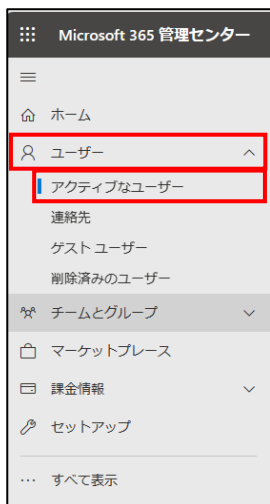 Microsoft 365 管理センター
ホーム
ユーザー
アクティブなユーザー
連絡先
ゲスト ユーザー
削除済みのユーザー
チームとグループ
マーケットプレース
課金情報
セットアップ
… すべて表示